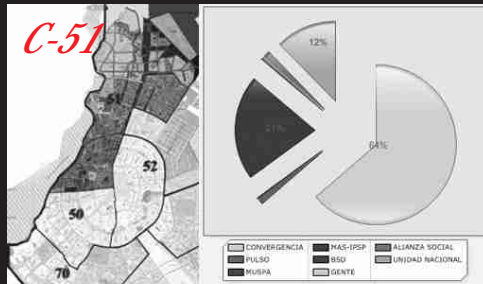 C-51
51
52
50
70
12%
21%
64%
CONVERGENCIA MAS-IPSP ALIANZA SOCIAL
PULSO BSD UNIDAD NACIONAL
MUSPA GENTE